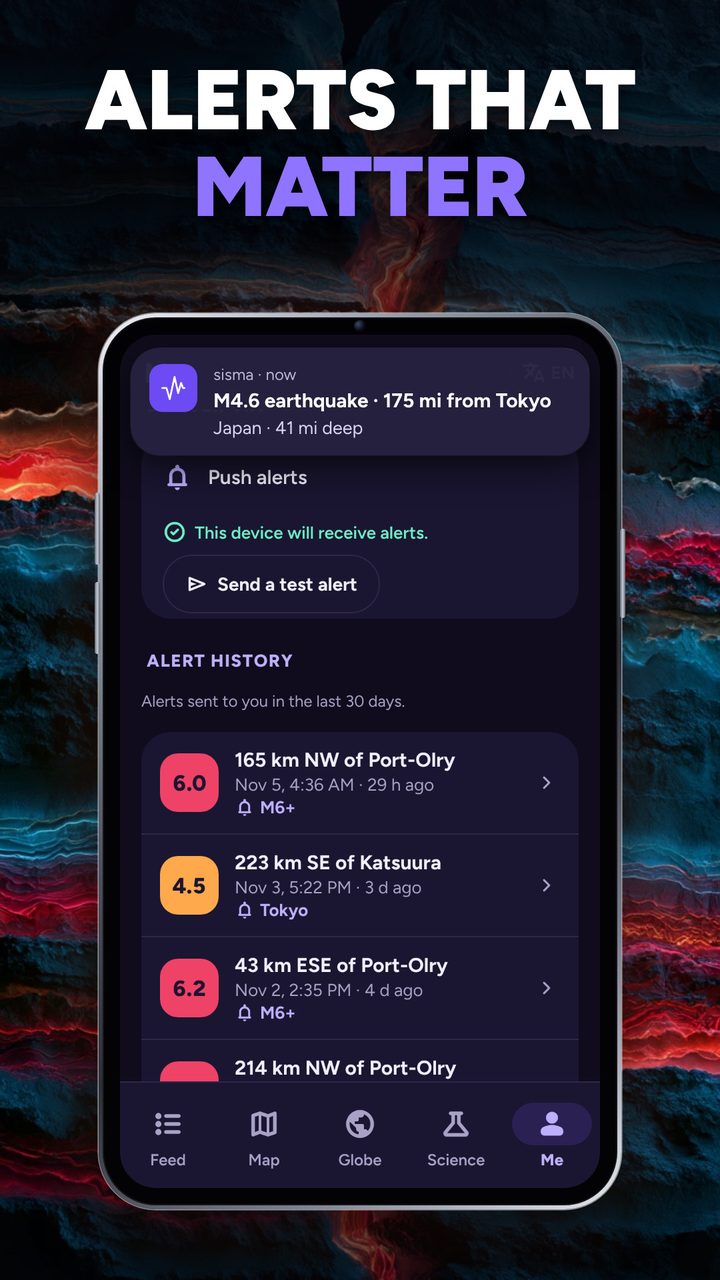 ALERTS THAT
MATTER
sisma · now
EN
M4.6 earthquake · 175 mi from Tokyo
Japan · 41 mi deep
Push alerts
This device will receive alerts.
Send a test alert
ALERT HISTORY
Alerts sent to you in the last 30 days.
165 km NW of Port-Olry
6.0
Nov 5, 4:36 AM · 29 h ago
M6+
223 km SE of Katsuura
4.5
Nov 3, 5:22 PM · 3 d ago
Tokyo
43 km ESE of Port-Olry
6.2
Nov 2, 2:35 PM · 4 d ago
M6+
214 km NW of Port-Olry
Feed
Map
Globe
Science
Me